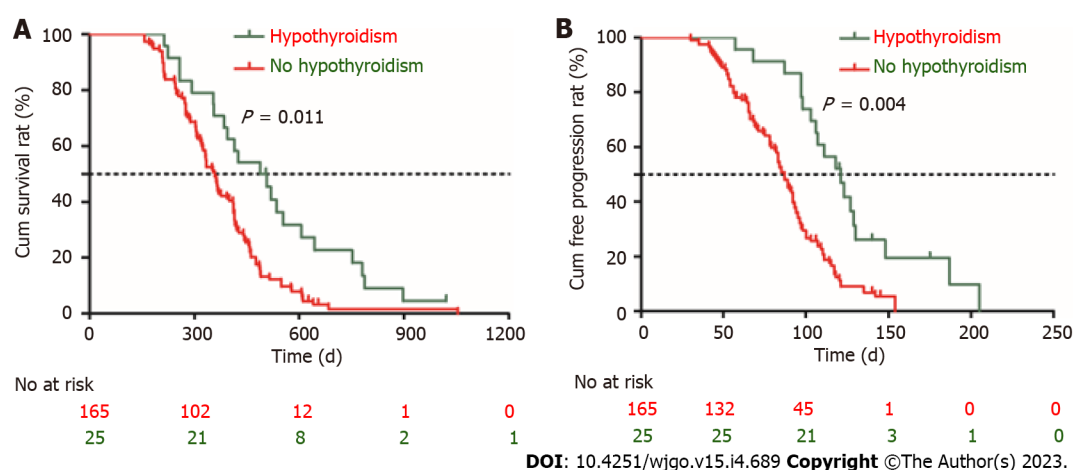 A
100
80
60
40
20
0
Cum survival rat (%)
Hypothyroidism
No hypothyroidism
P = 0.011
0 300 600 900 1200
Time (d)
No at risk
165 102 12 1 0
25 21 8 2 1
B
100
80
60
40
20
0
Cum free progression rat (%)
Hypothyroidism
No hypothyroidism
P = 0.004
0 50 100 150 200 250
Time (d)
No at risk
165 132 45 1 0 0
25 25 21 3 1 0
DOI: 10.4251/wjgo.v15.i4.689 Copyright ©The Author(s) 2023.